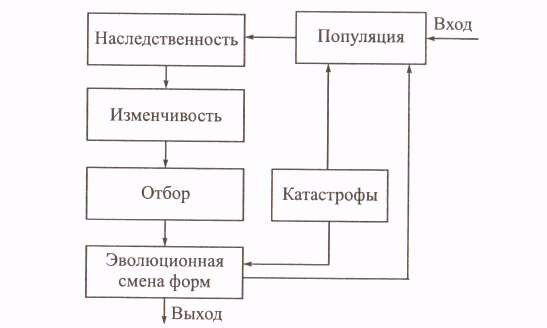 Наследственность
Популяция
Вход
Изменчивость
Отбор
Катастрофы
Эволюционная
смена форм
Выход